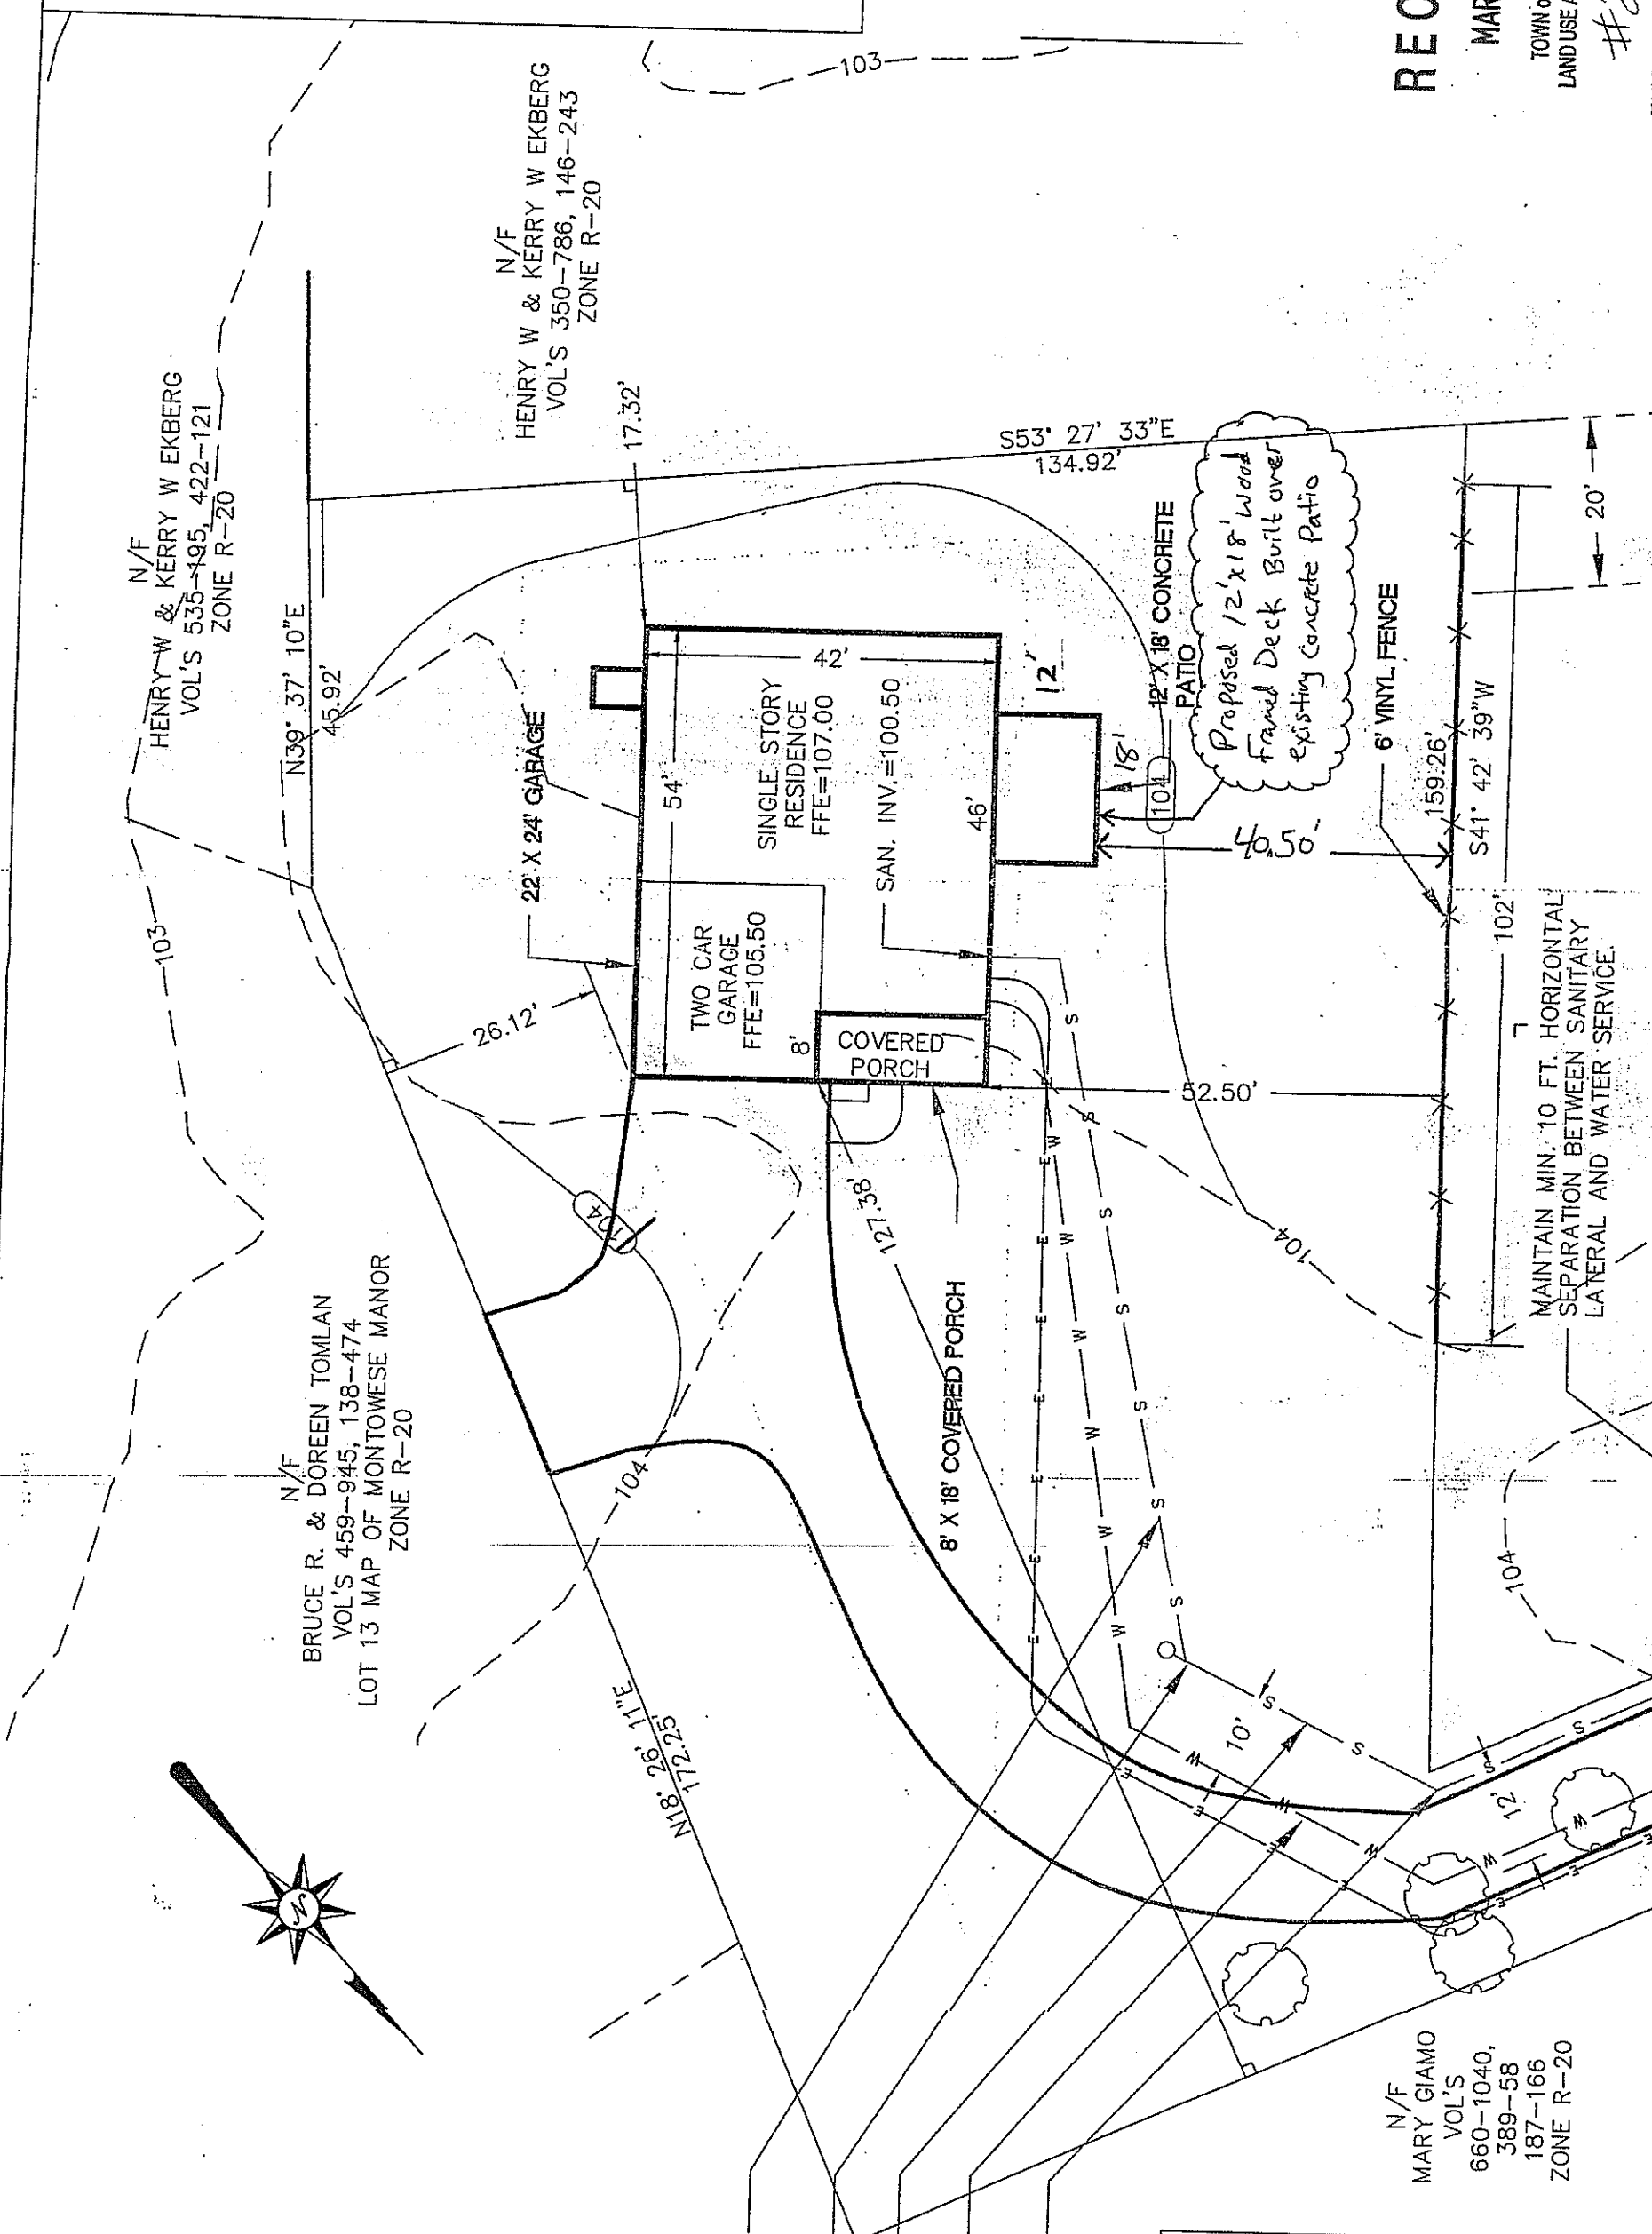 N/F
HENRY W & KERRY W EKBERG
VOL'S 535-195, 422-121
ZONE R-20
N/F
HENRY W & KERRY W EKBERG
VOL'S 350-786, 146-243
ZONE R-20
103
103
N39° 37' 10"E
45.92'
17.32'
S53° 27' 33"E
134.92'
22' X 24' GARAGE
26.12'
54'
42'
46'
SINGLE STORY
RESIDENCE
FFE=107.00
SAN. INV.=100.50
TWO CAR
GARAGE
FFE=105.50
8'
COVERED
PORCH
12'
18'
12' X 18' CONCRETE
PATIO
Proposed 12'x18' Wood
Framed Deck Built over
existing Concrete Patio
104
40.50'
6' VINYL FENCE
159.26'
S41° 42' 39"W
102'
20'
52.50'
127.38'
8' X 18' COVERED PORCH
N/F
BRUCE R. & DOREEN TOMLAN
VOL'S 459-945, 138-474
LOT 13 MAP OF MONTOWESE MANOR
ZONE R-20
104
104
104
104
N18° 26' 11"E
172.25'
N
10'
12'
MAINTAIN MIN. 10 FT. HORIZONTAL
SEPARATION BETWEEN SANITARY
LATERAL AND WATER SERVICE.
N/F
MARY GIAMO
VOL'S
660-1040,
389-58
187-166
ZONE R-20
MAR
TOWN
LAND USE